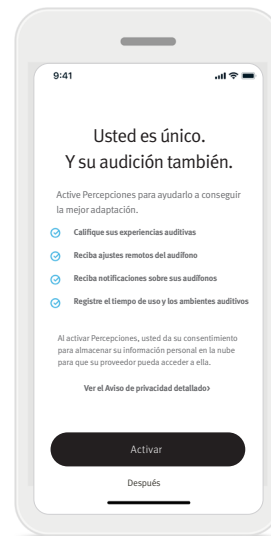 9:41
Usted es único.
Y su audición también.
Active Percepciones para ayudarlo a conseguir
la mejor adaptación.
Califique sus experiencias auditivas
Reciba ajustes remotos del audífono
Reciba notificaciones sobre sus audífonos
Registre el tiempo de uso y los ambientes auditivos
Al activar Percepciones, usted da su consentimiento
para almacenar su información personal en la nube
para que su proveedor pueda acceder a ella.
Ver el Aviso de privacidad detallado›
Activar
Después